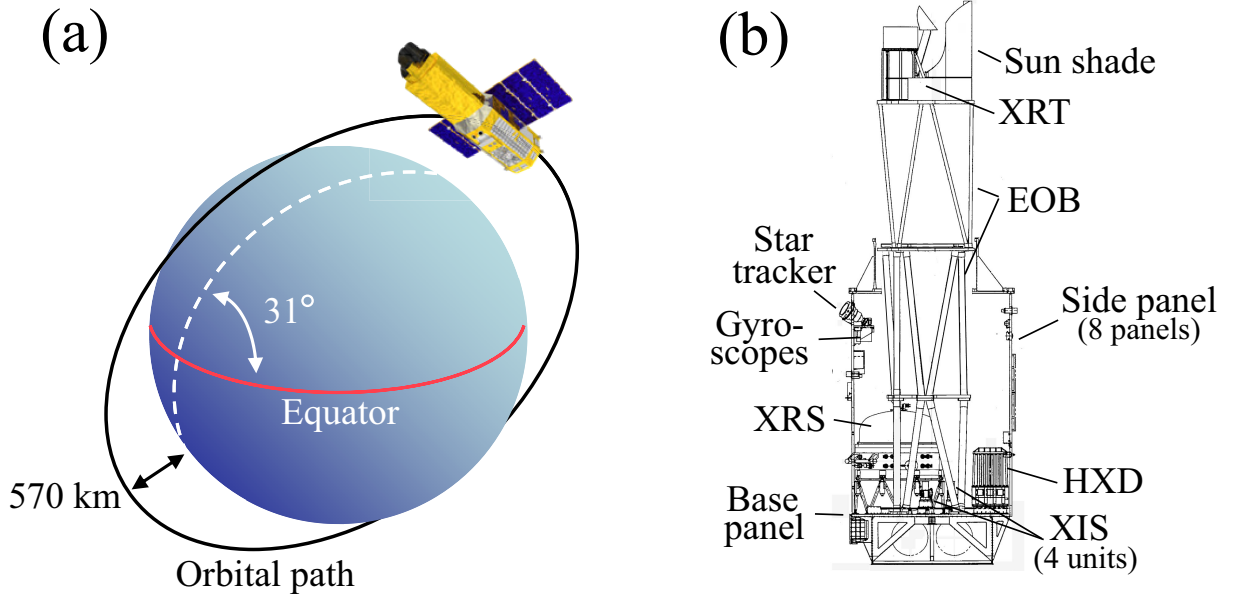 (a)
31°
Equator
570 km
Orbital path
(b)
Sun shade
XRT
EOB
Star
tracker
Gyro-
scopes
Side panel
(8 panels)
XRS
HXD
Base
panel
XIS
(4 units)